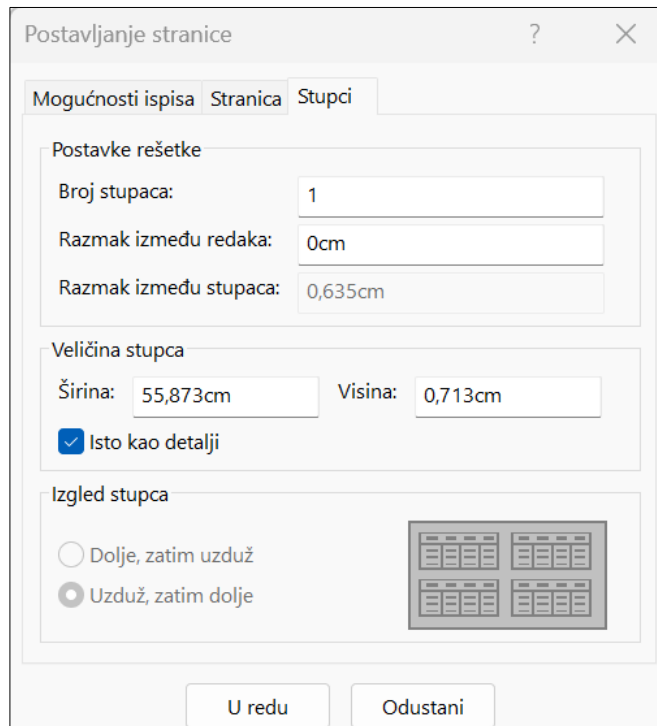 Postavljanje stranice ?
Mogućnosti ispisa Stranica Stupci
Postavke rešetke
Broj stupaca: 1
Razmak između redaka: 0cm
Razmak između stupaca: 0,635cm
Veličina stupca
Širina: 55,873cm Visina: 0,713cm
Isto kao detalji
Izgled stupca
Dolje, zatim uzduž
Uzduž, zatim dolje
U redu Odustani